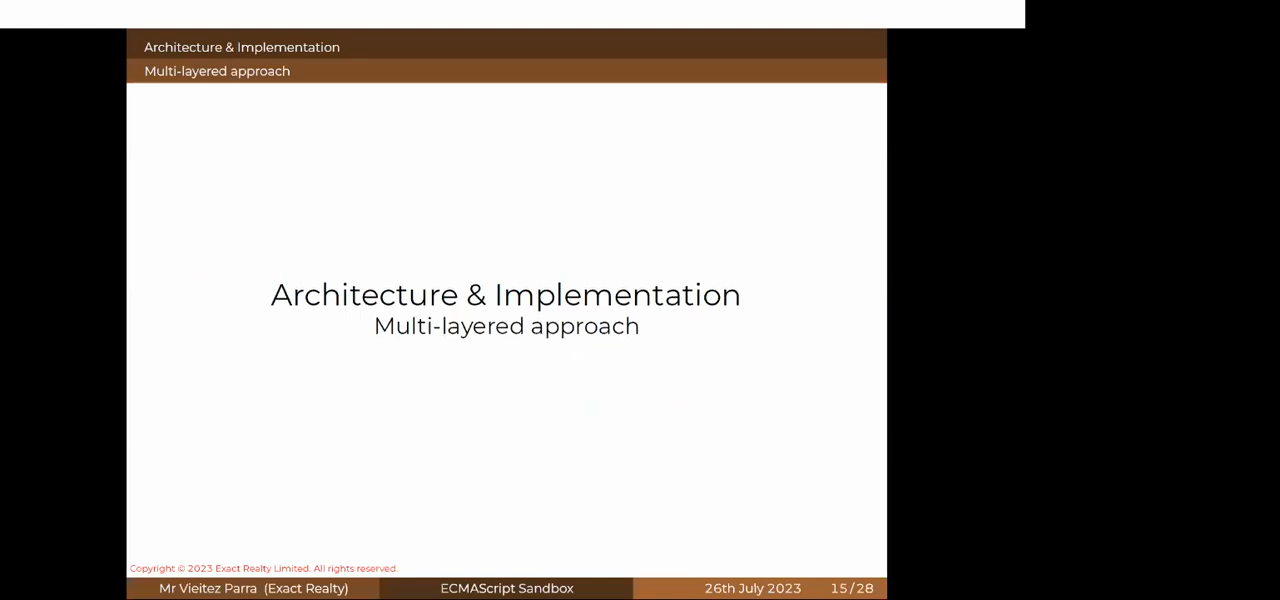 Architecture & Implementation
Multi-layered approach
Architecture & Implementation
Multi-layered approach
Copyright © 2023 Exact Realty Limited. All rights reserved.
Mr Vieitez Parra (Exact Realty) ECMAScript Sandbox 26th July 2023 15/28